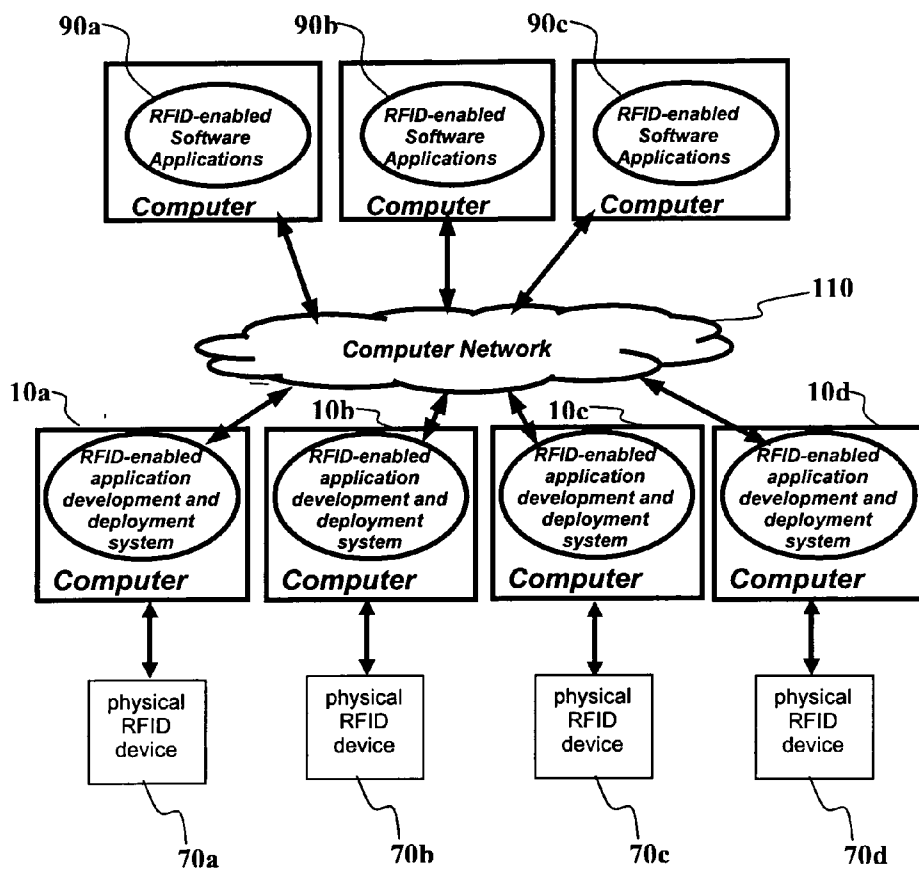 90a
90b
90c
RFID-enabled
Software
Applications
Computer
RFID-enabled
Software
Applications
Computer
RFID-enabled
Software
Applications
Computer
110
Computer Network
10a
10b
10c
10d
RFID-enabled
application
development and
deployment
system
Computer
RFID-enabled
application
development and
deployment
system
Computer
RFID-enabled
application
development and
deployment
system
Computer
RFID-enabled
application
development and
deployment
system
Computer
physical
RFID
device
physical
RFID
device
physical
RFID
device
physical
RFID
device
70a
70b
70c
70d